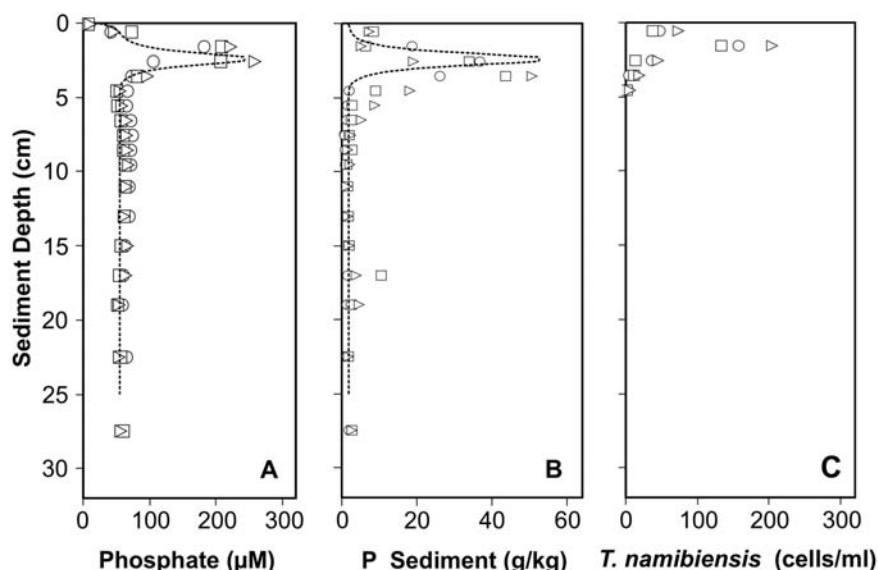 Sediment Depth (cm)
0
5
10
15
20
25
30
A
B
C
0 100 200 300
0 20 40 60
0 100 200 300
Phosphate (µM)
P Sediment (g/kg)
T. namibiensis (cells/ml)